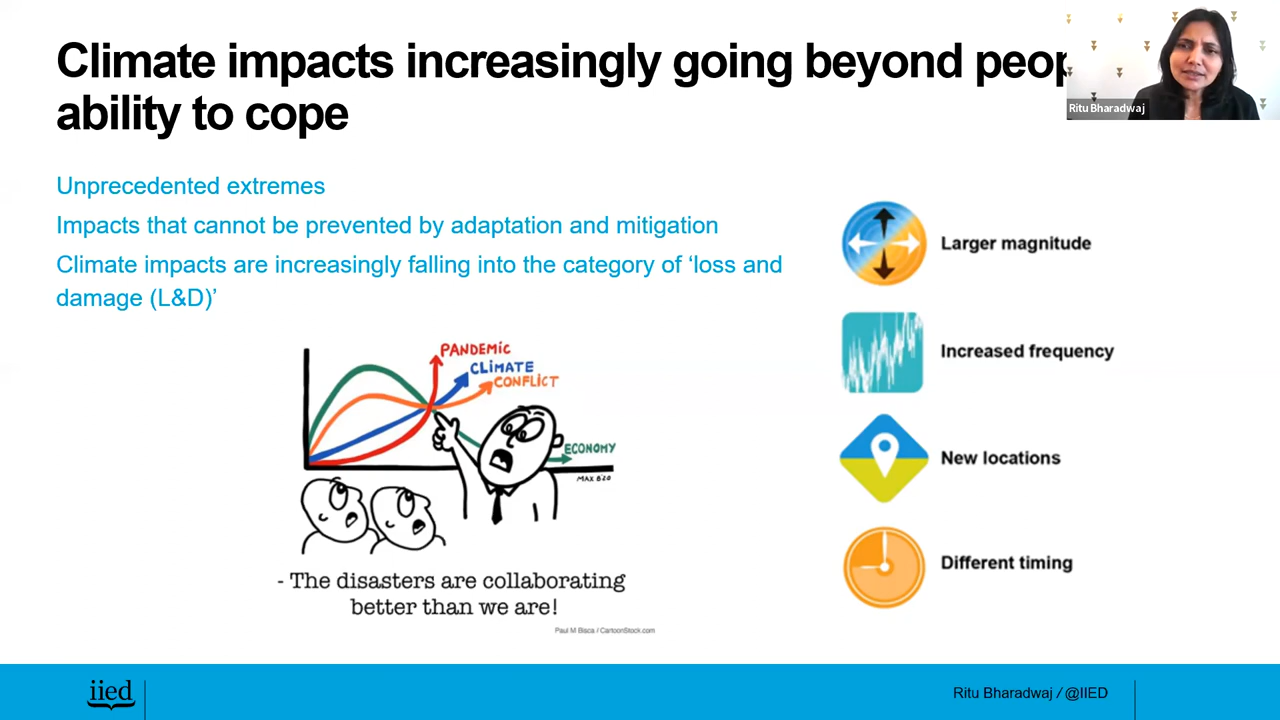 Climate impacts increasingly going beyond
ability to cope
Ritu Bharadwaj
Unprecedented extremes
Impacts that cannot be prevented by adaptation and mitigation
Climate impacts are increasingly falling into the category of ‘loss and
damage (L&D)’
Larger magnitude
Increased frequency
New locations
Different timing
PANDEMIC
CLIMATE
CONFLICT
ECONOMY
- The disasters are collaborating
better than we are!
Paul M Bisca / CartoonStock.com
iied
Ritu Bharadwaj / @IIED